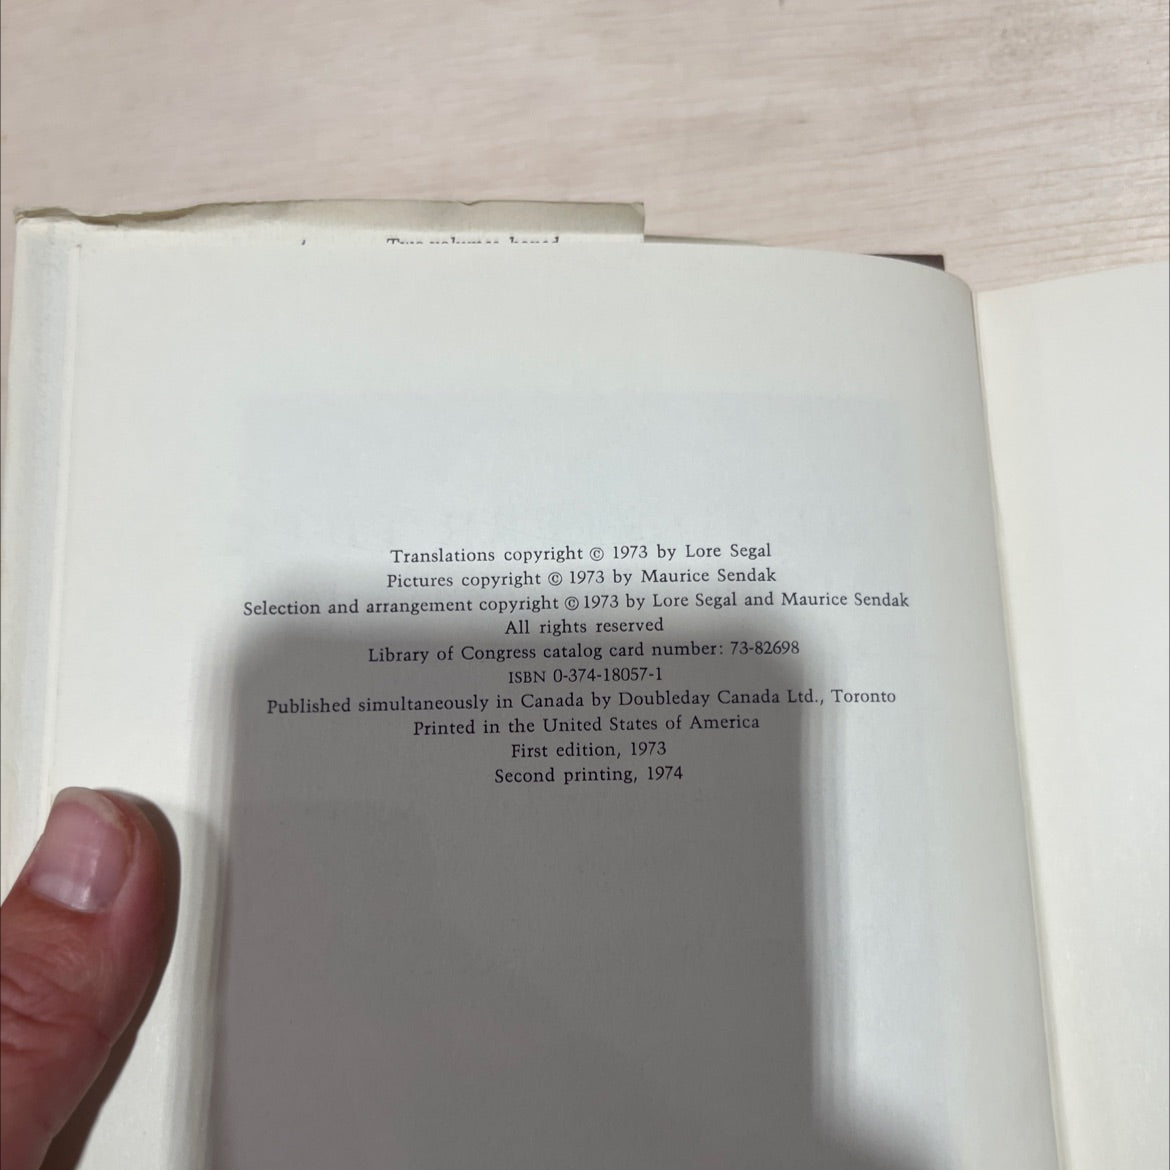 Translations copyright © 1973 by Lore Segal
Pictures copyright © 1973 by Maurice Sendak
Selection and arrangement copyright © 1973 by Lore Segal and Maurice Sendak
All rights reserved
Library of Congress catalog card number: 73-82698
ISBN 0-374-18057-1
Published simultaneously in Canada by Doubleday Canada Ltd., Toronto
Printed in the United States of America
First edition, 1973
Second printing, 1974